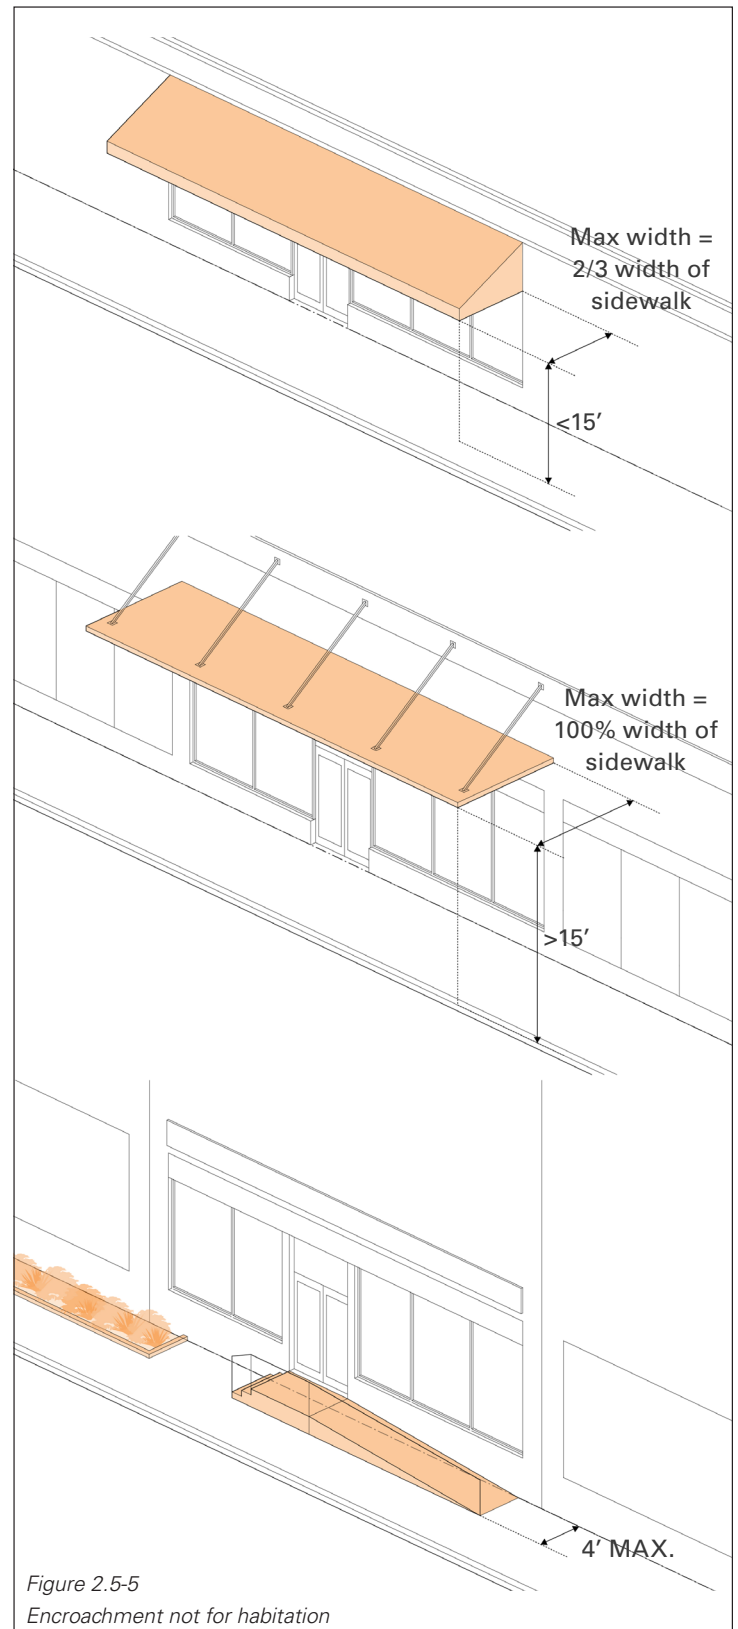 Max width =
2/3 width of
sidewalk
<15’
Max width =
100% width of
sidewalk
>15’
4’ MAX.
Figure 2.5-5
Encroachment not for habitation